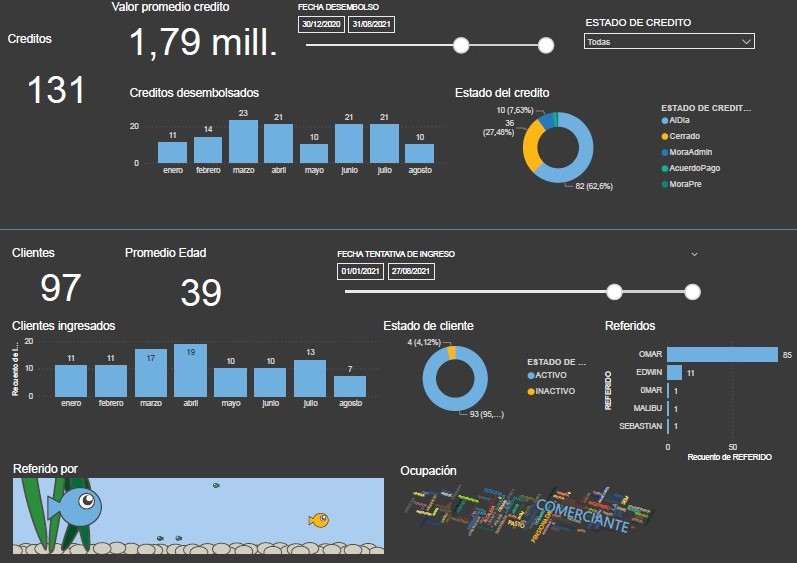 Creditos
131
Valor promedio credito
1,79 mill.
FECHA DESEMBOLSO
30/12/2020 31/08/2021
ESTADO DE CREDITO
Todas
Creditos desembolsados
20
0
11 14 23 21 10 21 21 10
enero febrero marzo abril mayo junio julio agosto
Estado del credito
10 (7,63%)
36
(27,48%)
82 (62,6%)
ESTADO DE CREDIT...
AlDia
Cerrado
MoraAdmin
AcuerdoPago
MoraPre
Clientes
97
Promedio Edad
39
FECHA TENTATIVA DE INGRESO
01/01/2021 27/08/2021
Clientes ingresados
Recuento de I...
20
10
0
11 11 17 19 10 10 13 7
enero febrero marzo abril mayo junio julio agosto
Estado de cliente
4 (4,12%)
93 (95,...)
ESTADO DE ...
ACTIVO
INACTIVO
Referidos
REFERIDO
OMAR 85
EDWIN 11
0MAR 1
MALIBU 1
SEBASTIAN 1
0 50
Recuento de REFERIDO
Referido por
Ocupación
COMERCIANTE